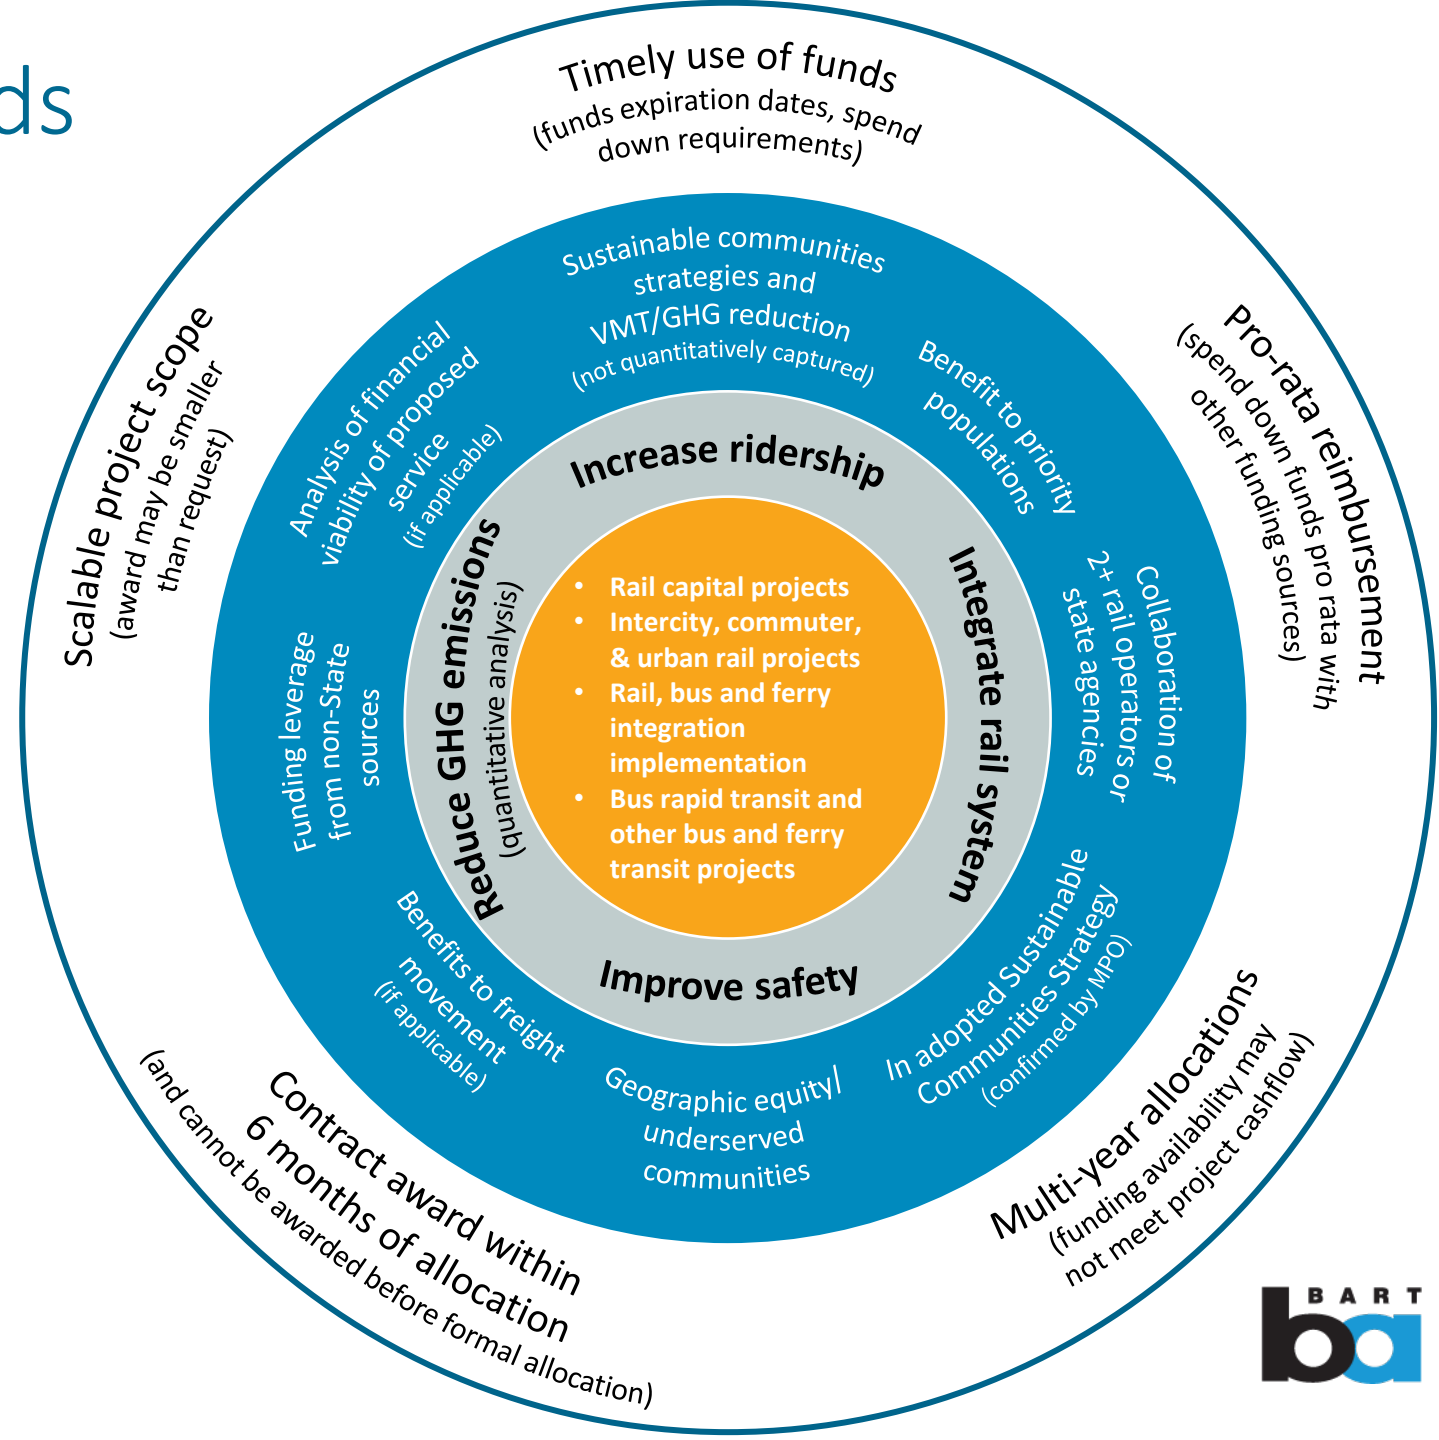 ds
Timely use of funds
(funds expiration dates, spend
down requirements)
Pro-rata reimbursement
(spend down funds pro rata with
other funding sources)
Multi-year allocations
(funding availability may
not meet project cashflow)
Contract award within
6 months of allocation
(and cannot be awarded before formal allocation)
Scalable project scope
(award may be smaller
than request)
Sustainable communities
strategies and
VMT/GHG reduction
(not quantitatively captured)
Benefit to priority
populations
Collaboration of
2+ rail operators or
state agencies
In adopted Sustainable
Communities Strategy
(confirmed by MPO)
Geographic equity/
underserved
communities
Benefits to freight
movement
(if applicable)
Funding leverage
from non-State
sources
Analysis of financial
viability of proposed
service
(if applicable)
Increase ridership
Integrate rail system
Improve safety
Reduce GHG emissions
(quantitative analysis)
• Rail capital projects
• Intercity, commuter,
& urban rail projects
• Rail, bus and ferry
integration
implementation
• Bus rapid transit and
other bus and ferry
transit projects
BART
ba